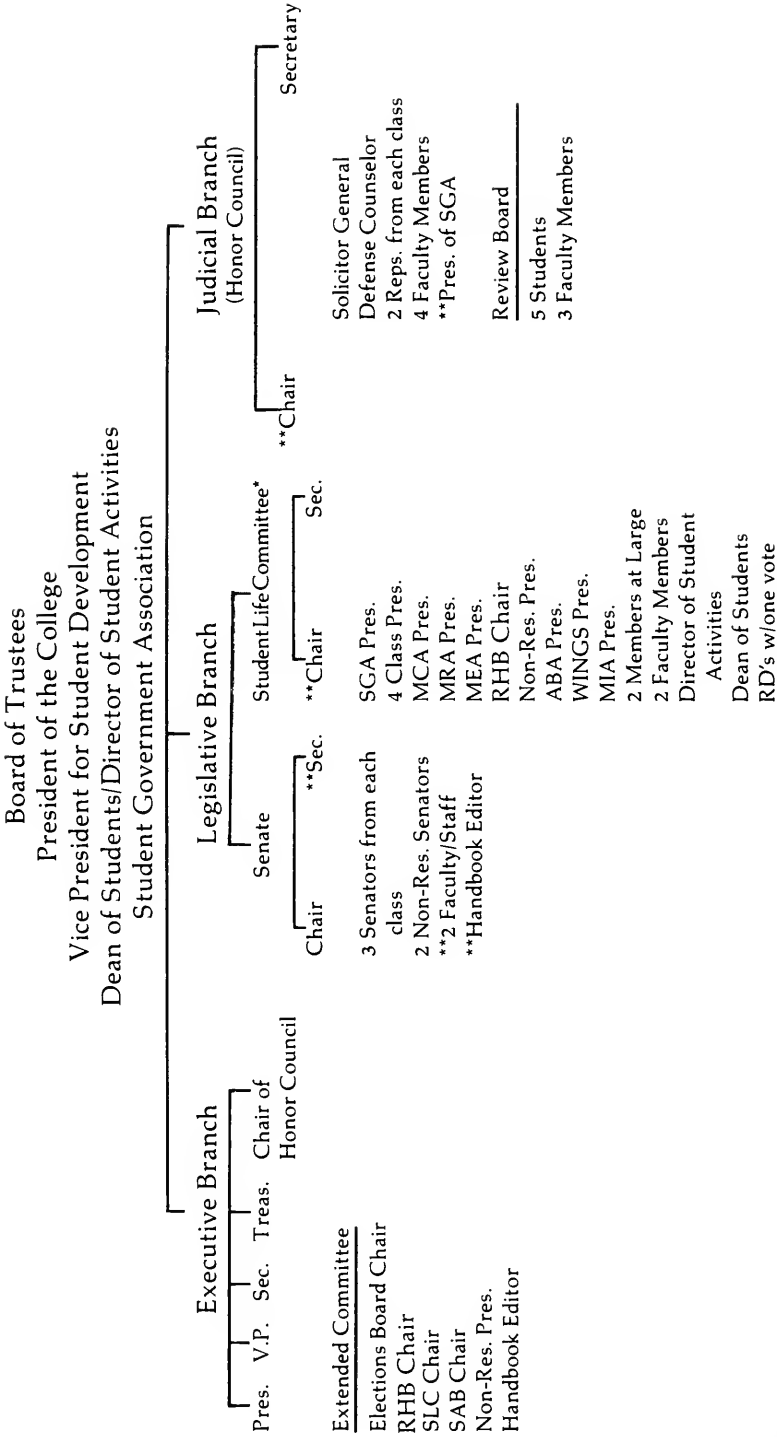 Board of Trustees
President of the College
Vice President for Student Development
Dean of Students/Director of Student Activities
Student Government Association
Executive Branch
Pres. V.P. Sec. Treas. Chair of
Honor Council
Extended Committee
Elections Board Chair
RHB Chair
SLC Chair
SAB Chair
Non-Res. Pres.
Handbook Editor
Legislative Branch
Senate
Chair **Sec.
3 Senators from each
class
2 Non-Res. Senators
**2 Faculty/Staff
**Handbook Editor
Student Life Committee*
**Chair Sec.
SGA Pres.
4 Class Pres.
MCA Pres.
MRA Pres.
MEA Pres.
RHB Chair
Non-Res. Pres.
ABA Pres.
WINGS Pres.
MIA Pres.
2 Members at Large
2 Faculty Members
Director of Student
Activities
Dean of Students
RD's w/one vote
Judicial Branch
(Honor Council)
**Chair Secretary
Solicitor General
Defense Counselor
2 Reps. from each class
4 Faculty Members
**Pres. of SGA
Review Board
5 Students
3 Faculty Members